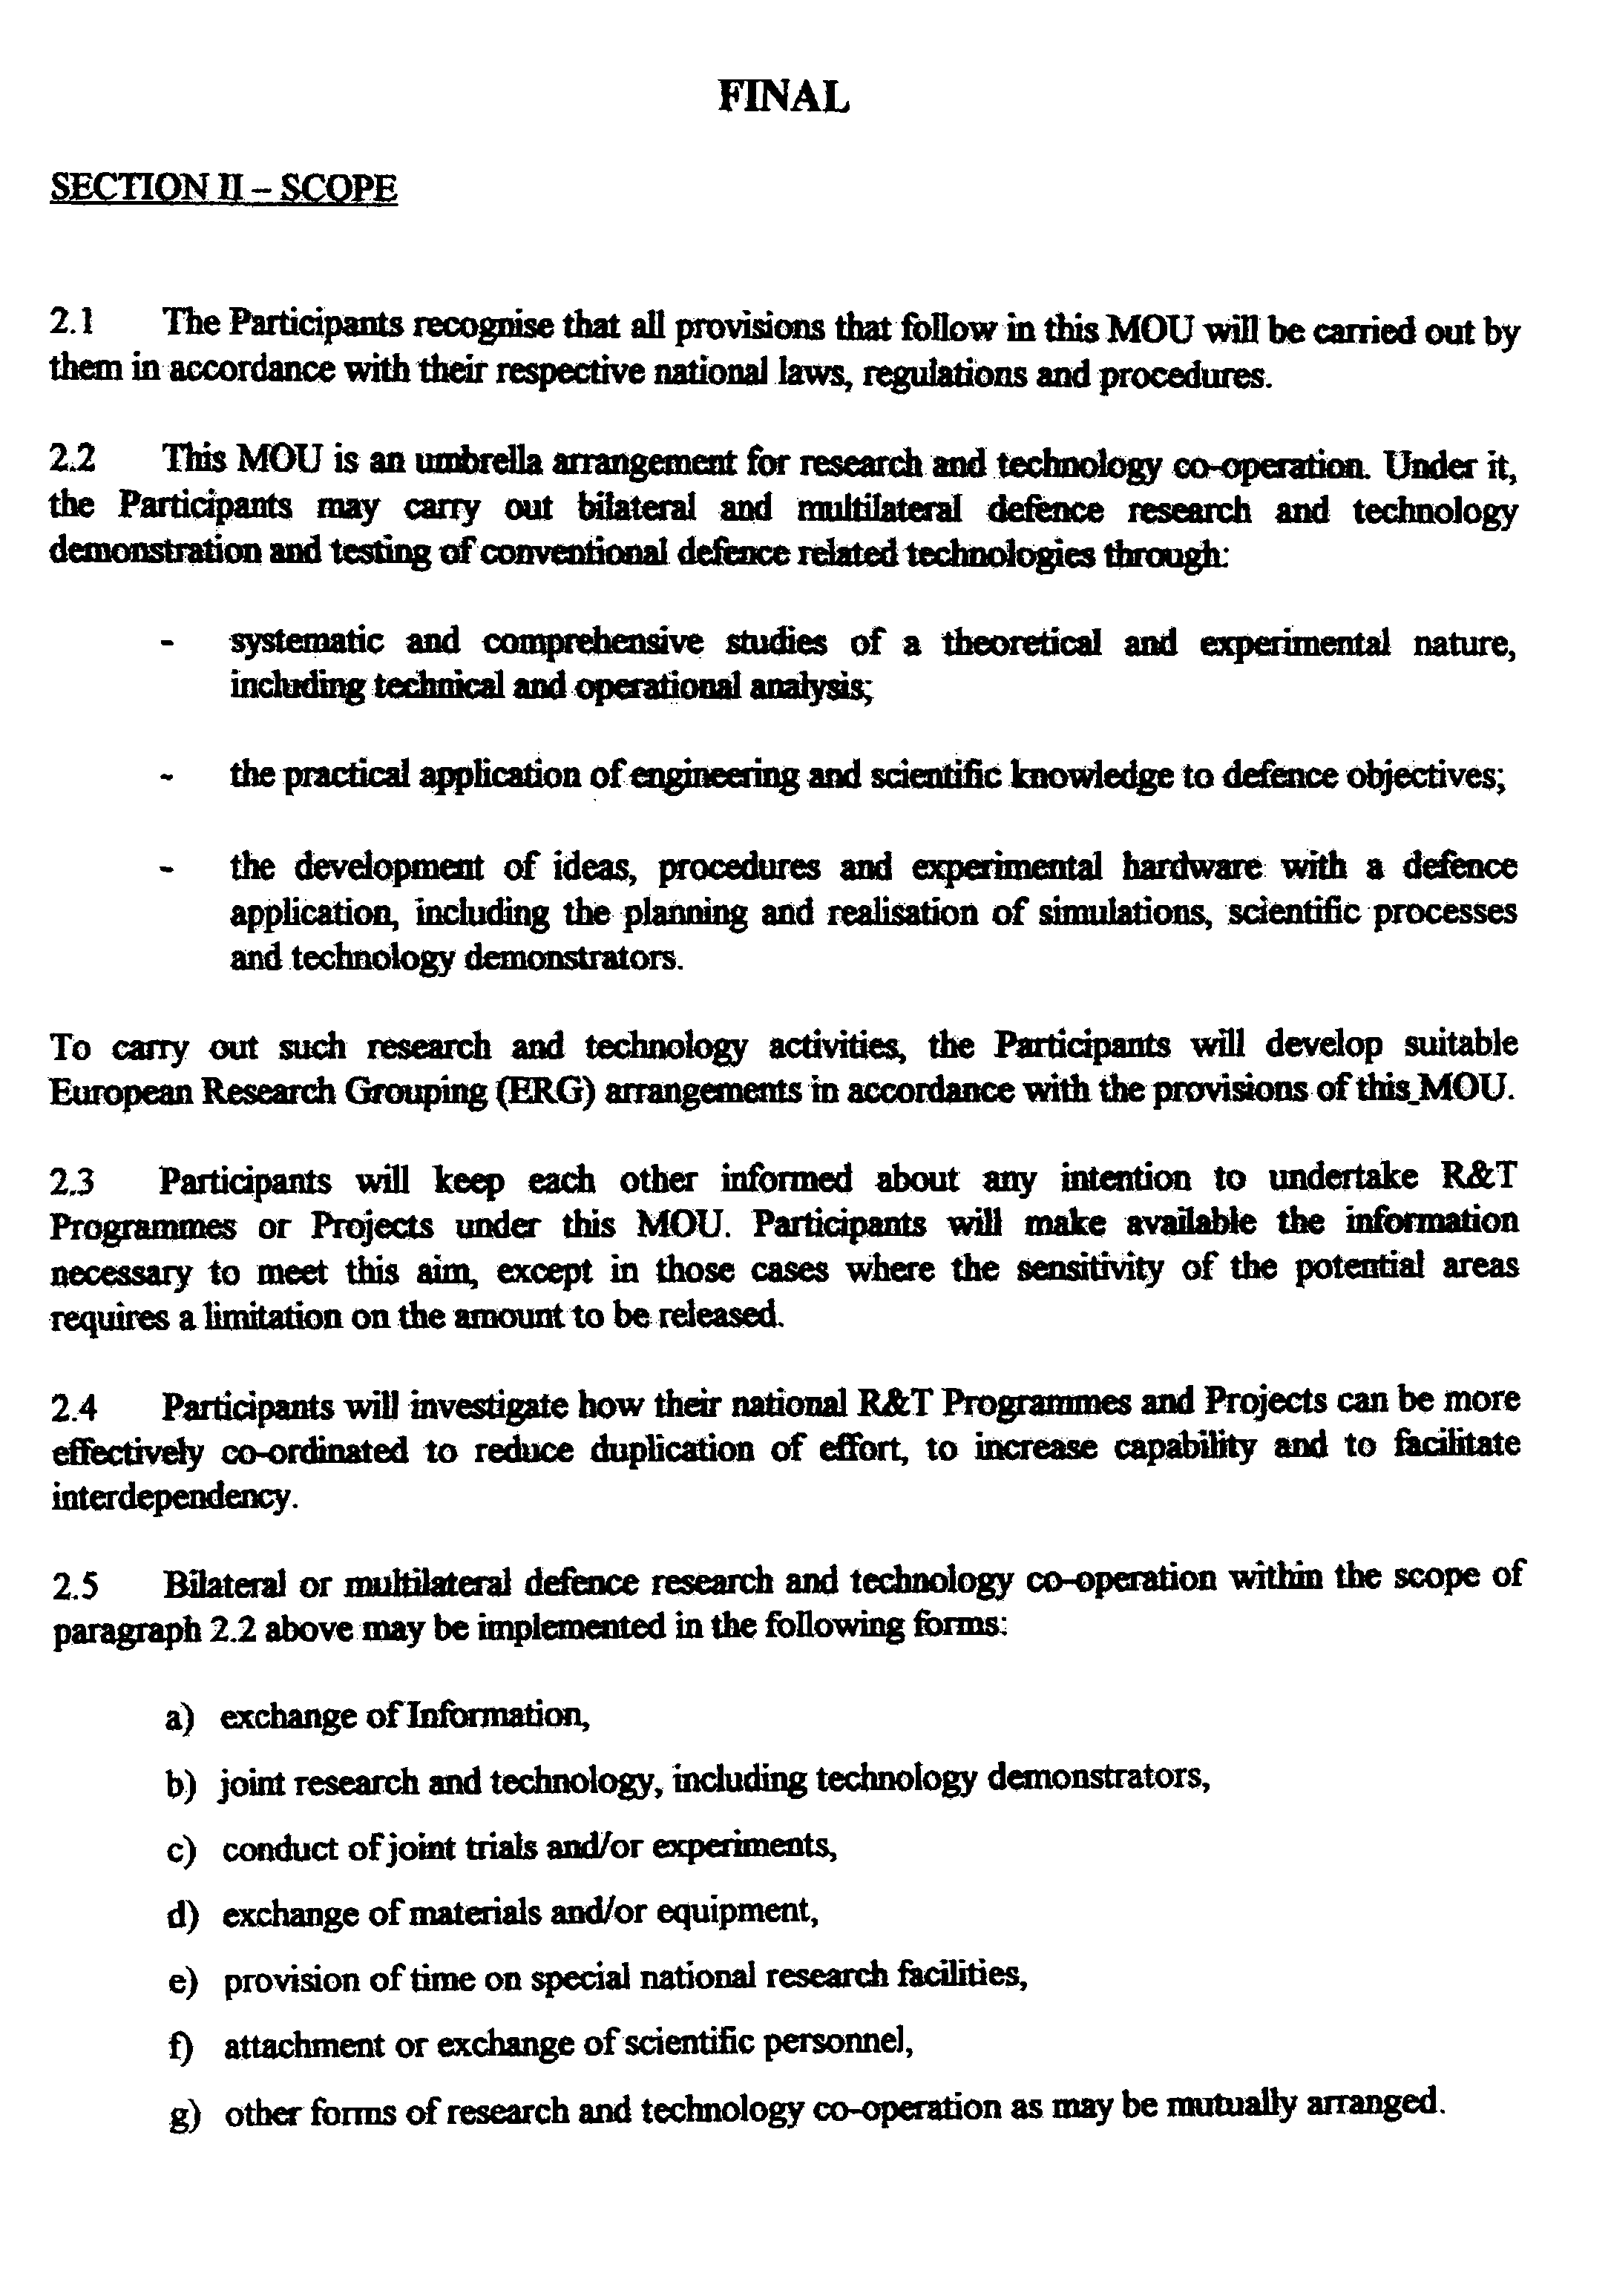 FINAL
SECTION II – SCOPE
2.1 The Participants recognise that all provisions that follow in this MOU will be carried out by
them in accordance with their respective national laws, regulations and procedures.
2.2 This MOU is an umbrella arrangement for research and technology co-operation. Under it,
the Participants may carry out bilateral and multilateral defence research and technology
demonstration and testing of conventional defence related technologies through:
- systematic and comprehensive studies of a theoretical and experimental nature,
including technical and operational analysis;
- the practical application of engineering and scientific knowledge to defence objectives;
- the development of ideas, procedures and experimental hardware with a defence
application, including the planning and realisation of simulations, scientific processes
and technology demonstrators.
To carry out such research and technology activities, the Participants will develop suitable
European Research Grouping (ERG) arrangements in accordance with the provisions of this_MOU.
2.3 Participants will keep each other informed about any intention to undertake R&T
Programmes or Projects under this MOU. Participants will make available the information
necessary to meet this aim, except in those cases where the sensitivity of the potential areas
requires a limitation on the amount to be released.
2.4 Participants will investigate how their national R&T Programmes and Projects can be more
effectively co-ordinated to reduce duplication of effort, to increase capability and to facilitate
interdependency.
2.5 Bilateral or multilateral defence research and technology co-operation within the scope of
paragraph 2.2 above may be implemented in the following forms:
a) exchange of Information,
b) joint research and technology, including technology demonstrators,
c) conduct of joint trials and/or experiments,
d) exchange of materials and/or equipment,
e) provision of time on special national research facilities,
f) attachment or exchange of scientific personnel,
g) other forms of research and technology co-operation as may be mutually arranged.